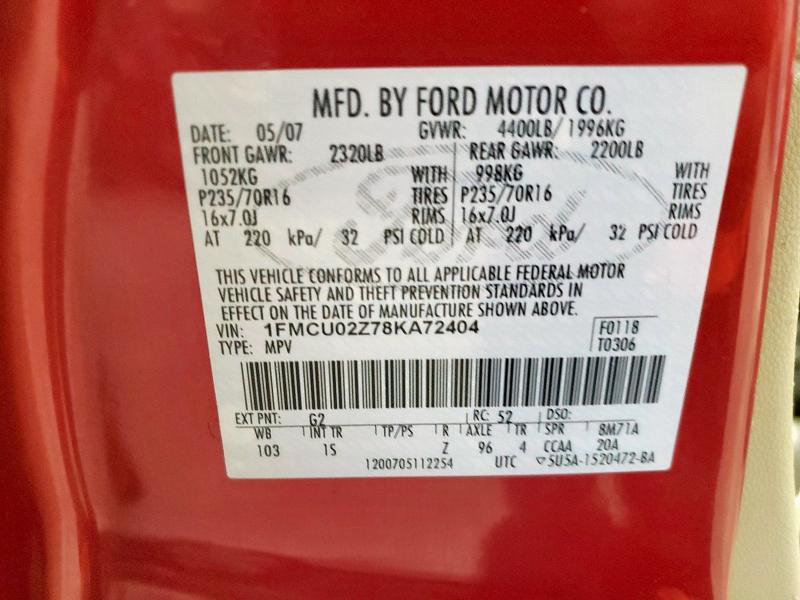 MFD. BY FORD MOTOR CO.
DATE: 05/07 GVWR: 4400LB/ 1996KG
FRONT GAWR: 2320LB REAR GAWR: 2200LB
1052KG WITH 998KG WITH
P235/70R16 TIRES P235/70R16 TIRES
16x7.0J RIMS 16x7.0J RIMS
AT 220 kPa/ 32 PSI COLD AT 220 kPa/ 32 PSI COLD
THIS VEHICLE CONFORMS TO ALL APPLICABLE FEDERAL MOTOR
VEHICLE SAFETY AND THEFT PREVENTION STANDARDS IN
EFFECT ON THE DATE OF MANUFACTURE SHOWN ABOVE.
VIN: 1FMCU02Z78KA72404 F0118
TYPE: MPV T0306
EXT PNT: G2 RC: 52 DSO:
WB INT TR TP/PS R AXLE TR SPR 8M71A
103 1S Z 96 4 CCAA 20A
1200705112254 UTC ▽5U5A-1520472-BA
Ford